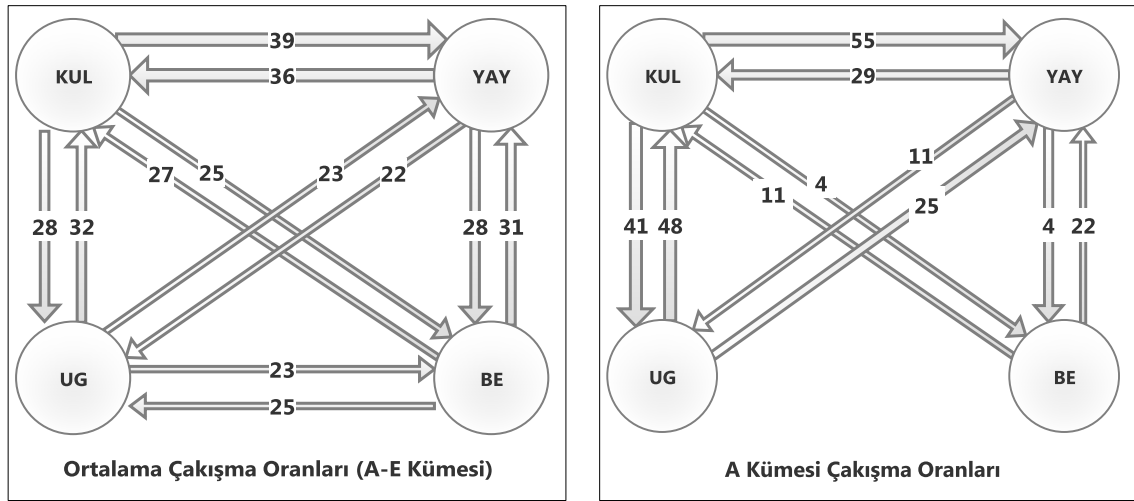 KUL
39
36
YAY
27
25
23
22
28
32
28
31
UG
23
25
BE
Ortalama Çakışma Oranları (A-E Kümesi)
KUL
55
29
YAY
11
4
11
25
41
48
4
22
UG
BE
A Kümesi Çakışma Oranları